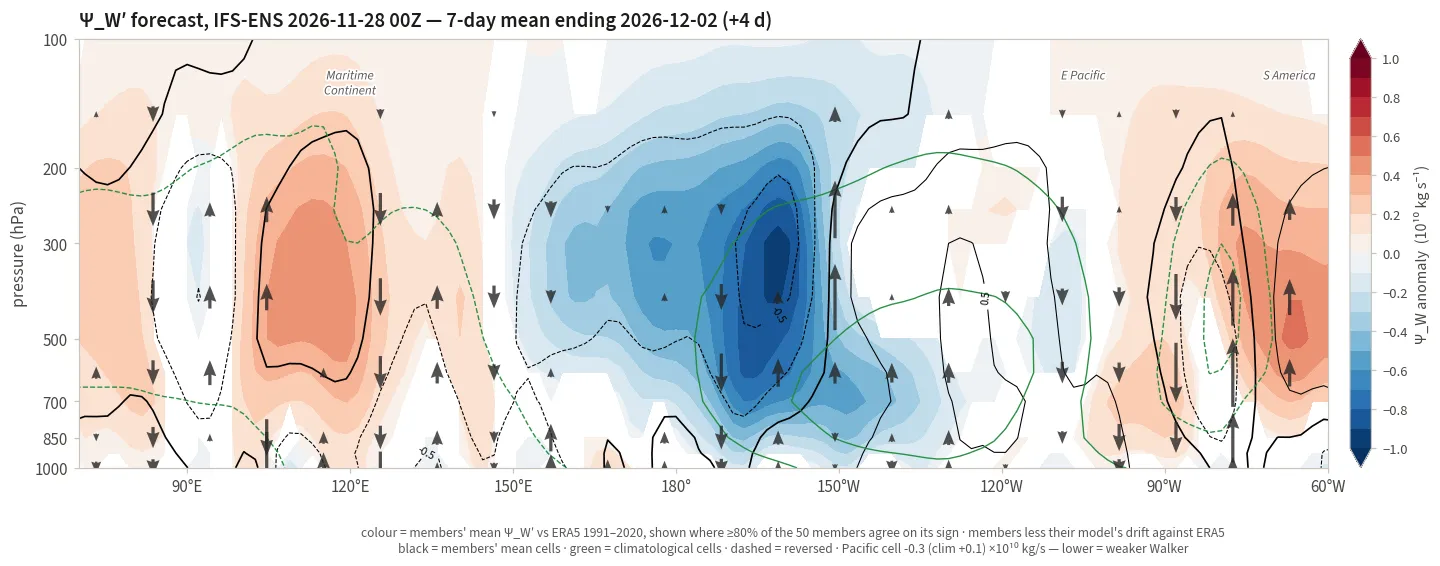 Ψ_W′ forecast, IFS-ENS 2026-11-28 00Z — 7-day mean ending 2026-12-02 (+4 d)
100
200
300
400
500
700
850
1000
pressure (hPa)
Maritime
Continent
E Pacific
S America
-0.5
-0.5
0.5
90°E
120°E
150°E
180°
150°W
120°W
90°W
60°W
1.0
0.8
0.6
0.4
0.2
0.0
−0.2
−0.4
−0.6
−0.8
−1.0
Ψ_W anomaly (10¹⁰ kg s⁻¹)
colour = members' mean Ψ_W′ vs ERA5 1991–2020, shown where ≥80% of the 50 members agree on its sign · members less their model's drift against ERA5
black = members' mean cells · green = climatological cells · dashed = reversed · Pacific cell -0.3 (clim +0.1) ×10¹⁰ kg/s — lower = weaker Walker